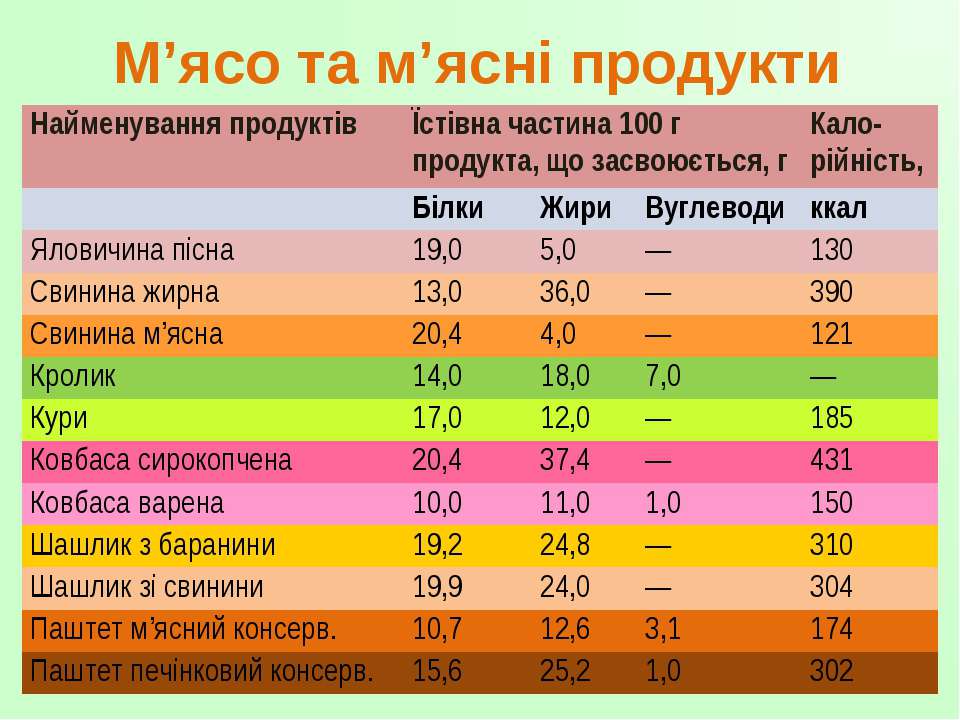 М’ясо та м’ясні продукти
Найменування продуктів Їстівна частина 100 г Кало-
продукта, що засвоюється, г рійність,
Білки Жири Вуглеводи ккал
Яловичина пісна 19,0 5,0 — 130
Свинина жирна 13,0 36,0 — 390
Свинина м’ясна 20,4 4,0 — 121
Кролик 14,0 18,0 7,0 —
Кури 17,0 12,0 — 185
Ковбаса сирокопчена 20,4 37,4 — 431
Ковбаса варена 10,0 11,0 1,0 150
Шашлик з баранини 19,2 24,8 — 310
Шашлик зі свинини 19,9 24,0 — 304
Паштет м’ясний консерв. 10,7 12,6 3,1 174
Паштет печінковий консерв. 15,6 25,2 1,0 302